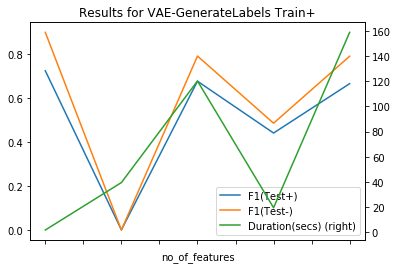 Results for VAE-GenerateLabels Train+
0.8
0.6
0.4
0.2
0.0
160
140
120
100
80
60
40
20
0
F1(Test+)
F1(Test-)
Duration(secs) (right)
no_of_features